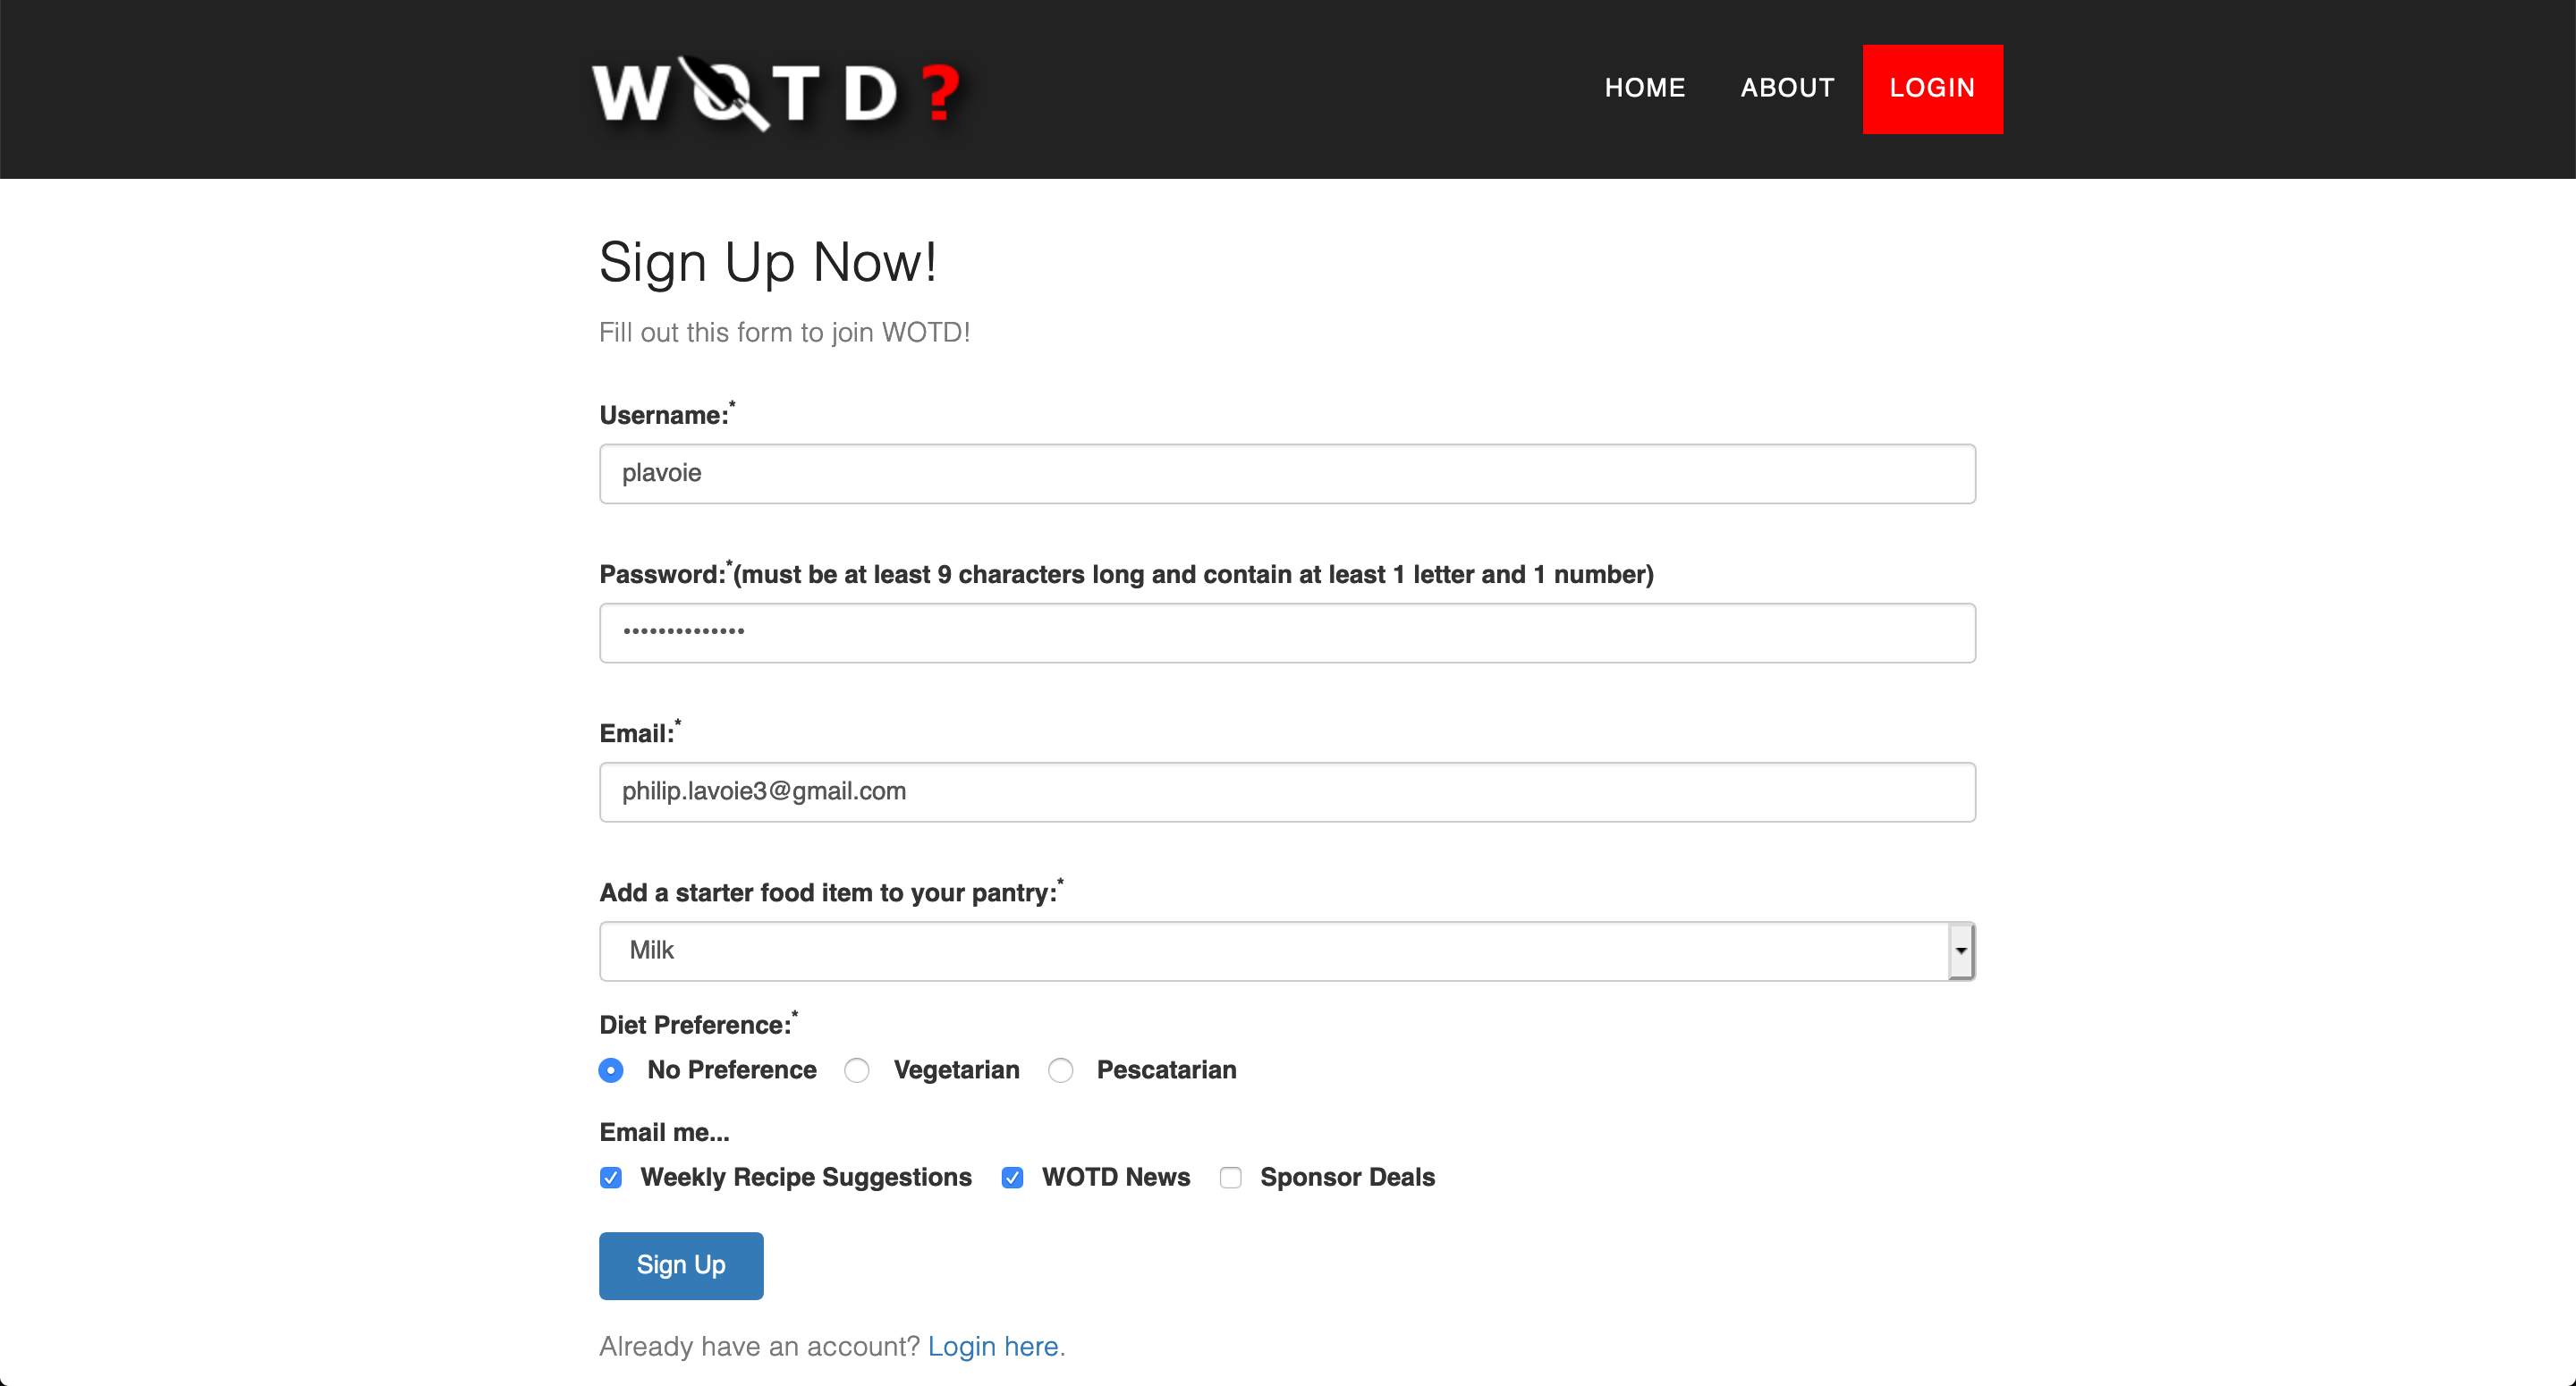 WOTD?
HOME ABOUT LOGIN
Sign Up Now!
Fill out this form to join WOTD!
Username:*
plavoie
Password:*(must be at least 9 characters long and contain at least 1 letter and 1 number)
••••••••••••••
Email:*
philip.lavoie3@gmail.com
Add a starter food item to your pantry:*
Milk
Diet Preference:*
No Preference Vegetarian Pescatarian
Email me...
Weekly Recipe Suggestions WOTD News Sponsor Deals
Sign Up
Already have an account? Login here.